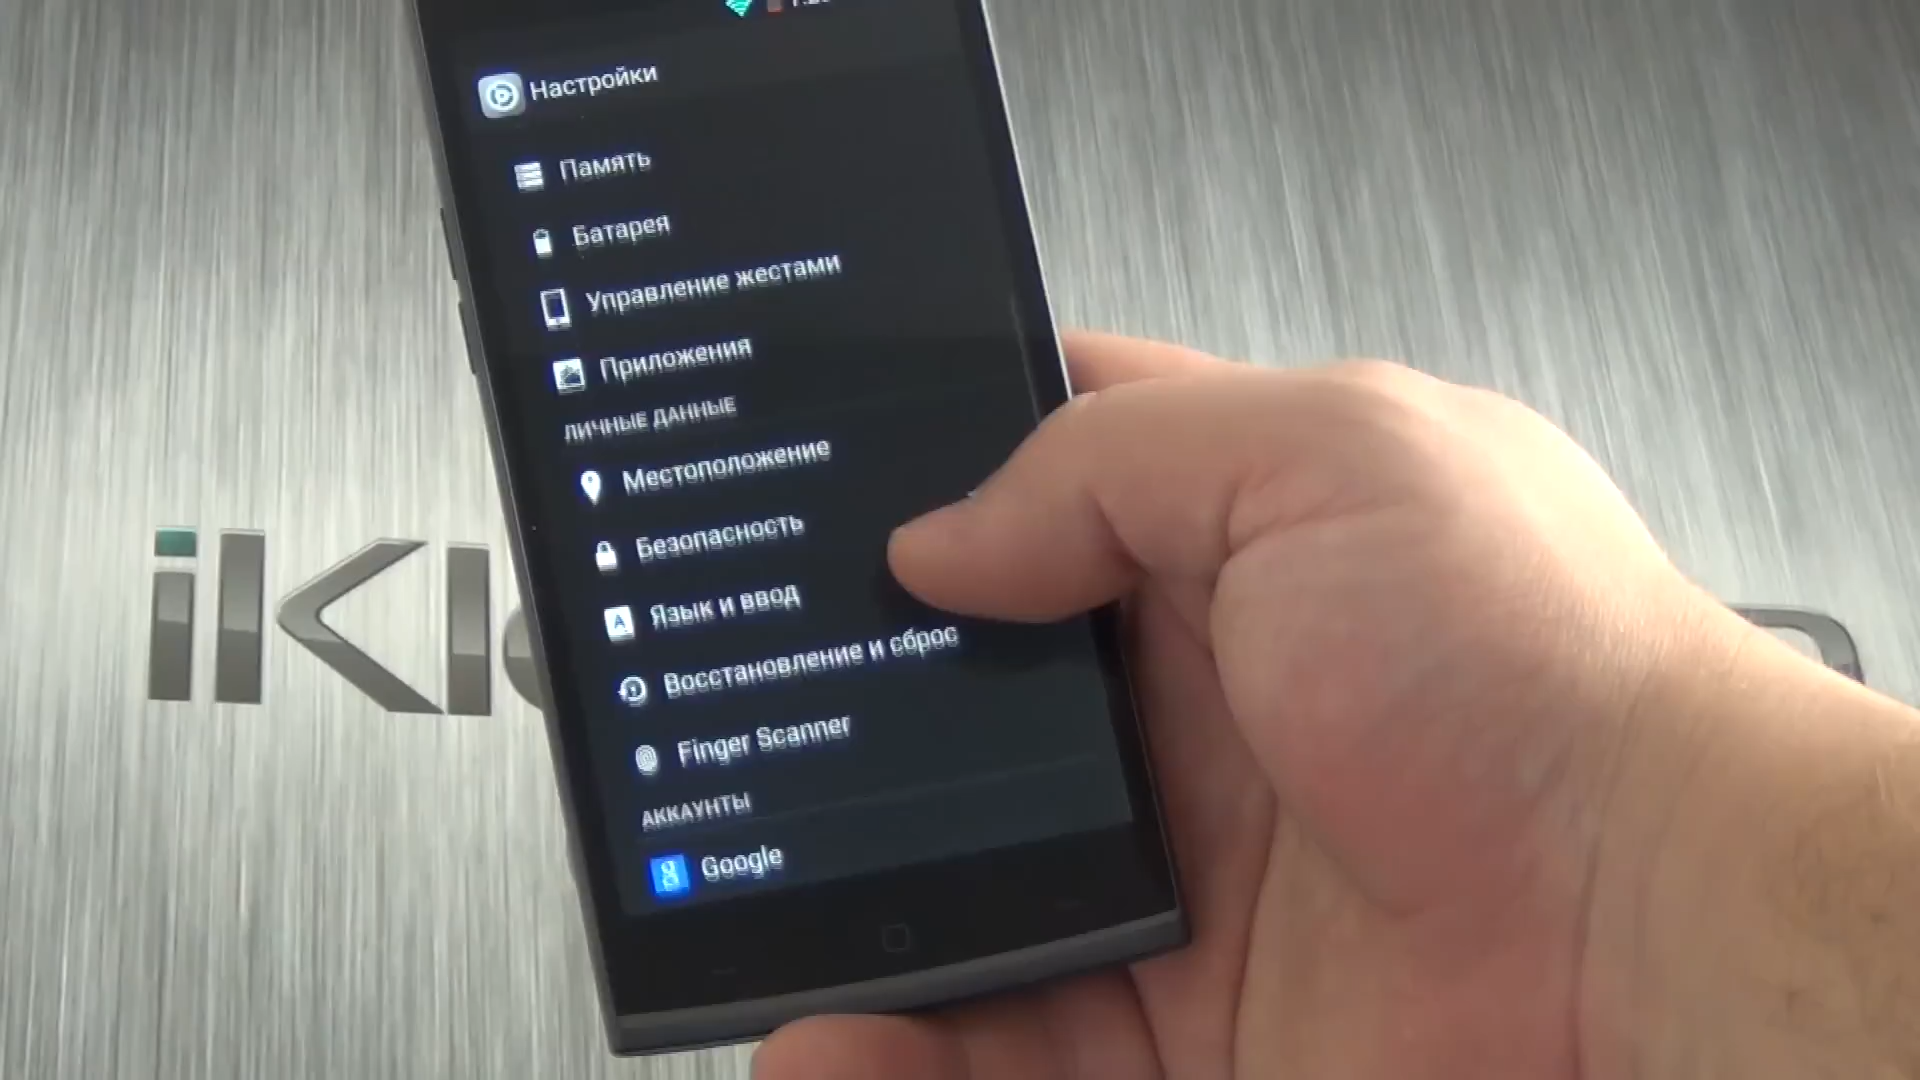 Настройки
Память
Батарея
Управление жестами
Приложения
ЛИЧНЫЕ ДАННЫЕ
Местоположение
Безопасность
Язык и ввод
Восстановление и сброс
Finger Scanner
АККАУНТЫ
Google